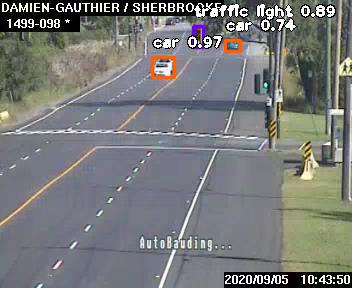 DAMIEN-GAUTHIER / SHERBROOKE
traffic light 0.89
1499-098 *
car 0.74
car 0.97
AutoBauding...
2020/09/05 10:43:50